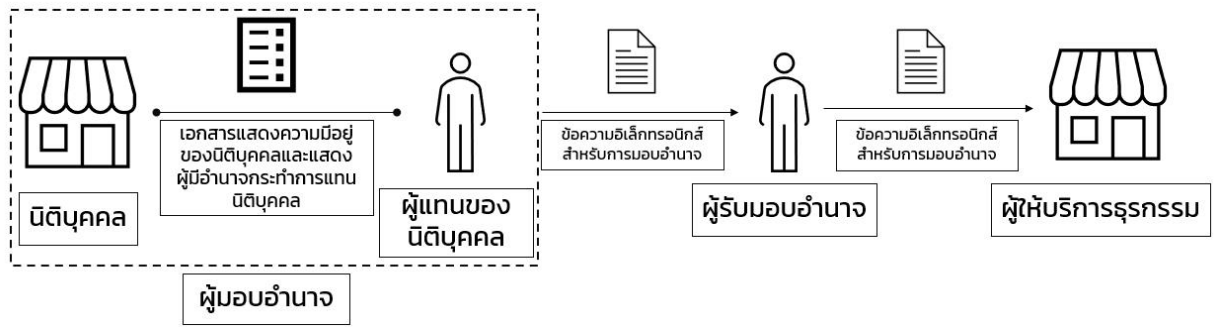 นิติบุคคล
เอกสารแสดงความมีอยู่
ของนิติบุคคลและแสดง
ผู้มีอำนาจกระทำการแทน
นิติบุคคล
ผู้แทนของ
นิติบุคคล
ผู้มอบอำนาจ
ข้อความอิเล็กทรอนิกส์
สำหรับการมอบอำนาจ
ผู้รับมอบอำนาจ
ข้อความอิเล็กทรอนิกส์
สำหรับการมอบอำนาจ
ผู้ให้บริการธุรกรรม